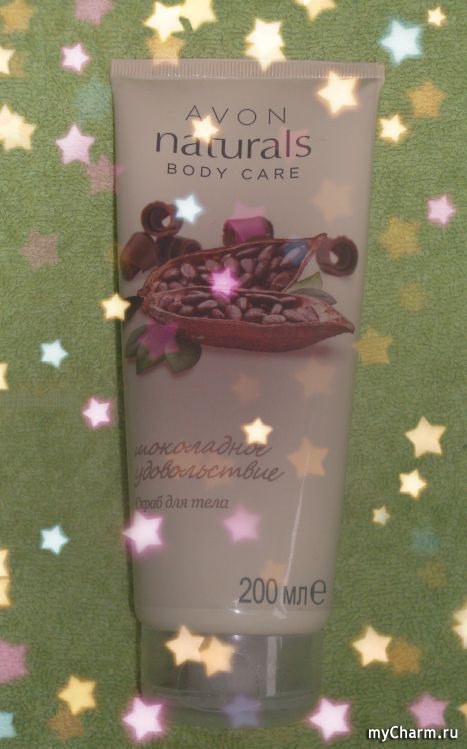 AVON
naturals
BODY CARE
шоколадное
удовольствие
Скраб для тела
200 мл e
myCharm.ru